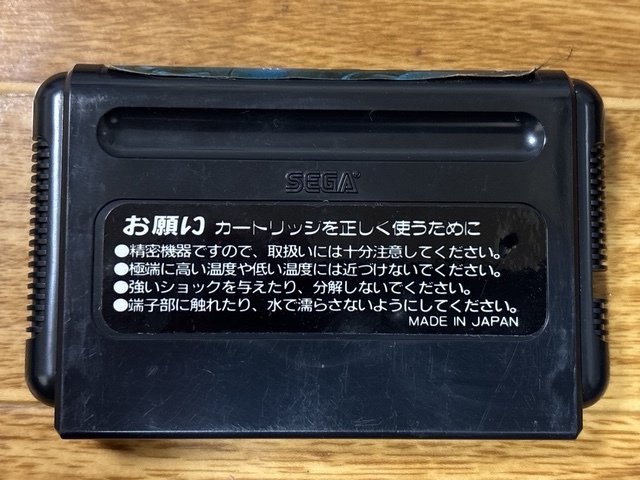 SEGA
お願い カートリッジを正しく使うために
●精密機器ですので、取扱いには十分注意してください。
●極端に高い温度や低い温度には近づけないでください。
●強いショックを与えたり、分解しないでください。
●端子部に触れたり、水で濡らさないようにしてください。
MADE IN JAPAN